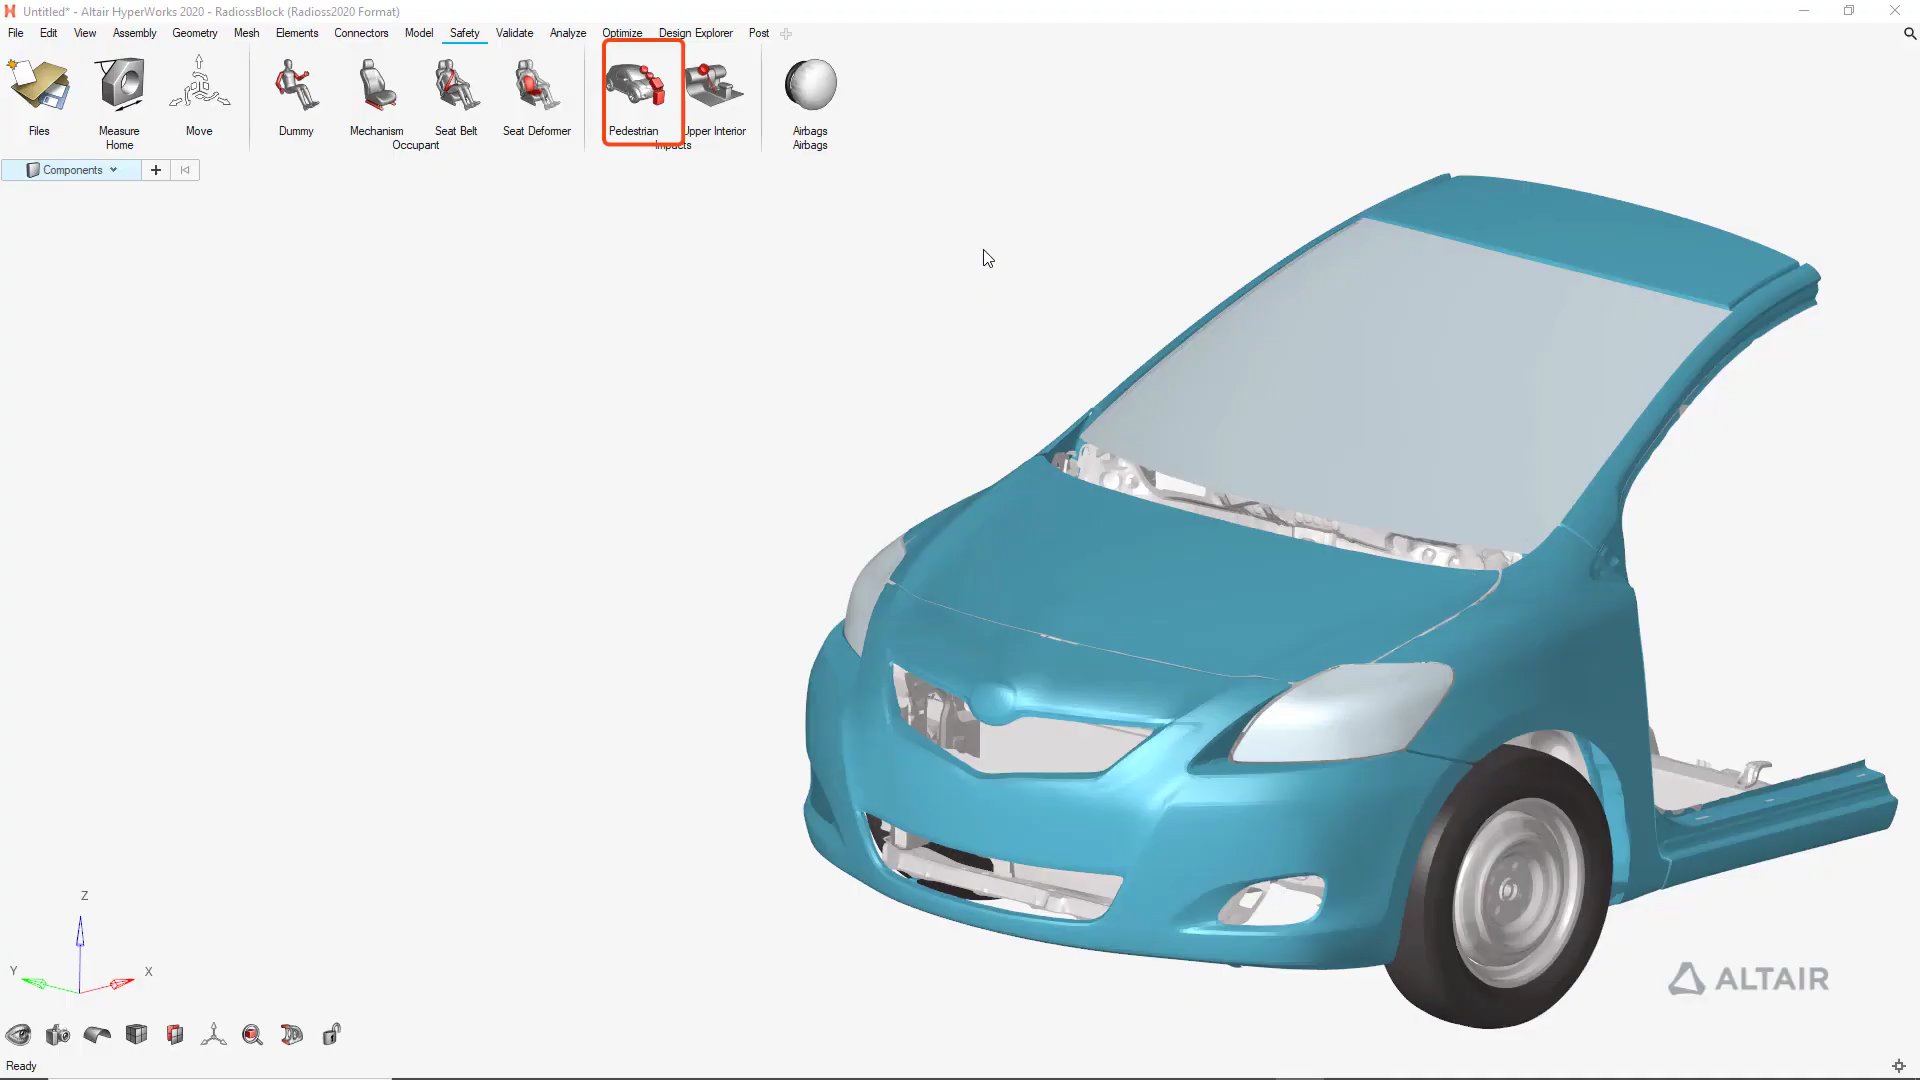 Untitled* - Altair HyperWorks 2020 - RadiossBlock (Radioss2020 Format)
File Edit View Assembly Geometry Mesh Elements Connectors Model Safety Validate Analyze Optimize Design Explorer Post
Files Measure Move Dummy Mechanism Seat Belt Seat Deformer Pedestrian Upper Interior Airbags
Home Occupant Impacts Airbags
Components
Z
Y X
ALTAIR
Ready